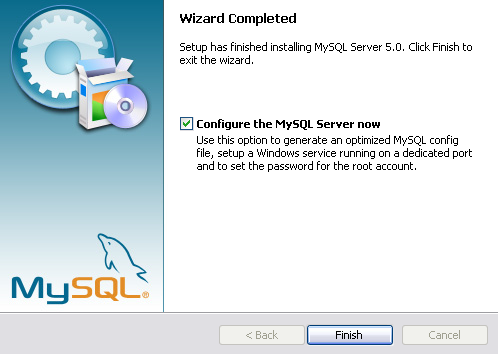 Wizard Completed
Setup has finished installing MySQL Server 5.0. Click Finish to
exit the wizard.
Configure the MySQL Server now
Use this option to generate an optimized MySQL config
file, setup a Windows service running on a dedicated port
and to set the password for the root account.
MySQL®
< Back
Finish
Cancel